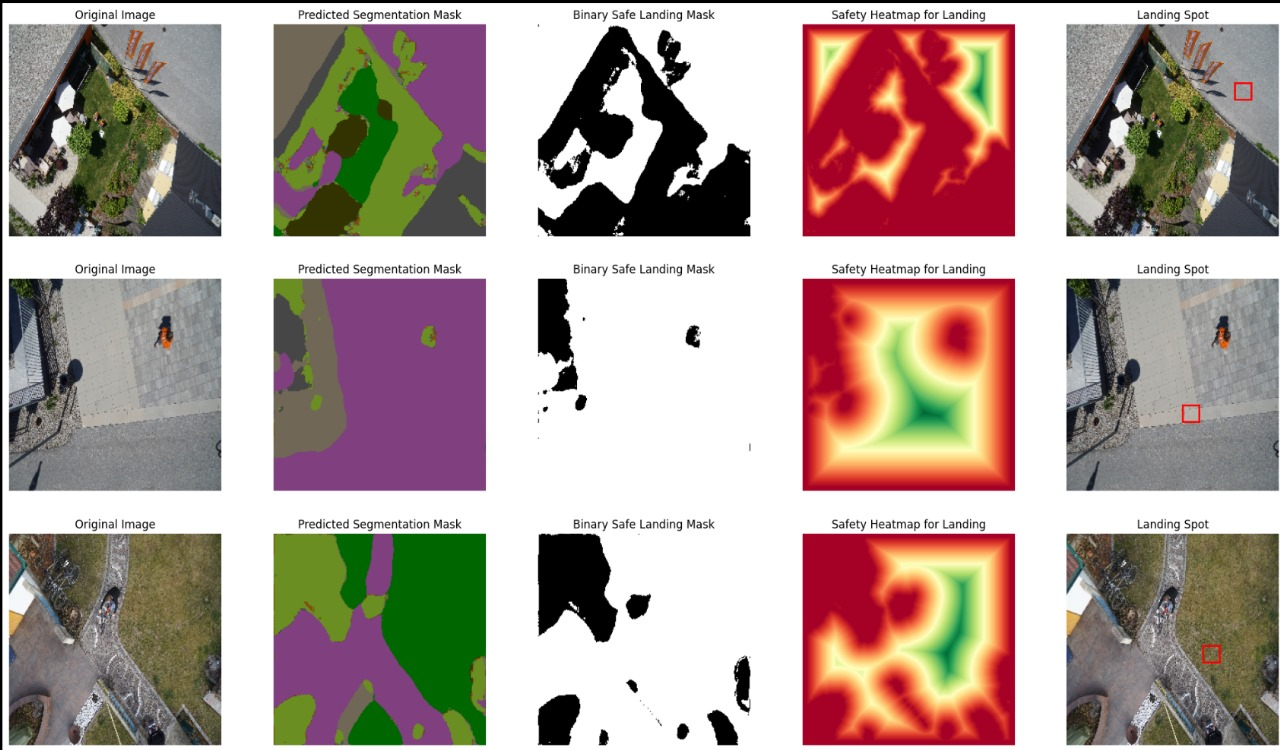 Original Image
Predicted Segmentation Mask
Binary Safe Landing Mask
Safety Heatmap for Landing
Landing Spot
Original Image
Predicted Segmentation Mask
Binary Safe Landing Mask
Safety Heatmap for Landing
Landing Spot
Original Image
Predicted Segmentation Mask
Binary Safe Landing Mask
Safety Heatmap for Landing
Landing Spot